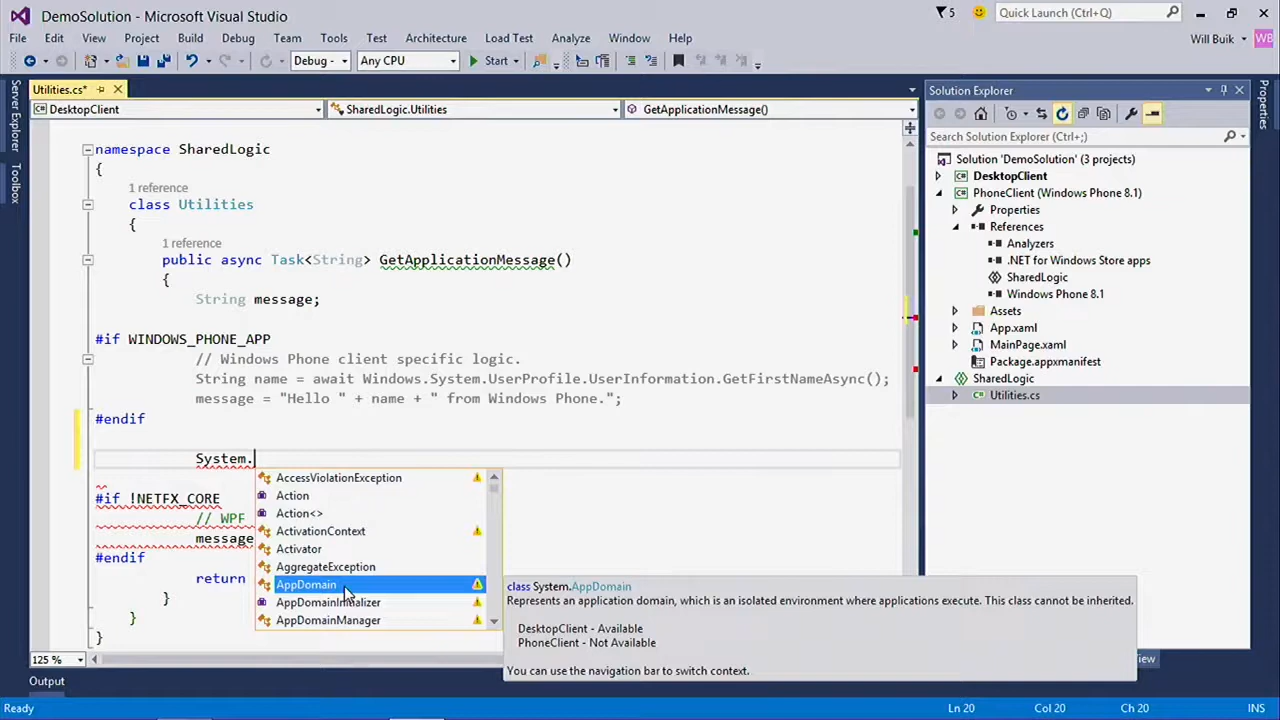 DemoSolution - Microsoft Visual Studio
5
Quick Launch (Ctrl+Q)
File Edit View Project Build Debug Team Tools Test Architecture Load Test Analyze Window Help
Will Buik WB
Debug - Any CPU Start
Server Explorer
Toolbox
Utilities.cs*
DesktopClient SharedLogic.Utilities GetApplicationMessage()
namespace SharedLogic
{
1 reference
class Utilities
{
1 reference
public async Task<String> GetApplicationMessage()
{
String message;
#if WINDOWS_PHONE_APP
// Windows Phone client specific logic.
String name = await Windows.System.UserProfile.UserInformation.GetFirstNameAsync();
message = "Hello " + name + " from Windows Phone.";
#endif
System.
#if !NETFX_CORE
// WPF
message
#endif
return
}
}
}
AccessViolationException
Action
Action<>
ActivationContext
Activator
AggregateException
AppDomain
AppDomainInitializer
AppDomainManager
class System.AppDomain
Represents an application domain, which is an isolated environment where applications execute. This class cannot be inherited.
DesktopClient - Available
PhoneClient - Not Available
You can use the navigation bar to switch context.
125 %
Solution Explorer
Search Solution Explorer (Ctrl+;)
Solution 'DemoSolution' (3 projects)
DesktopClient
PhoneClient (Windows Phone 8.1)
Properties
References
Analyzers
.NET for Windows Store apps
SharedLogic
Windows Phone 8.1
Assets
App.xaml
MainPage.xaml
Package.appxmanifest
SharedLogic
Utilities.cs
Properties
View
Output
Ready Ln 20 Col 20 Ch 20 INS